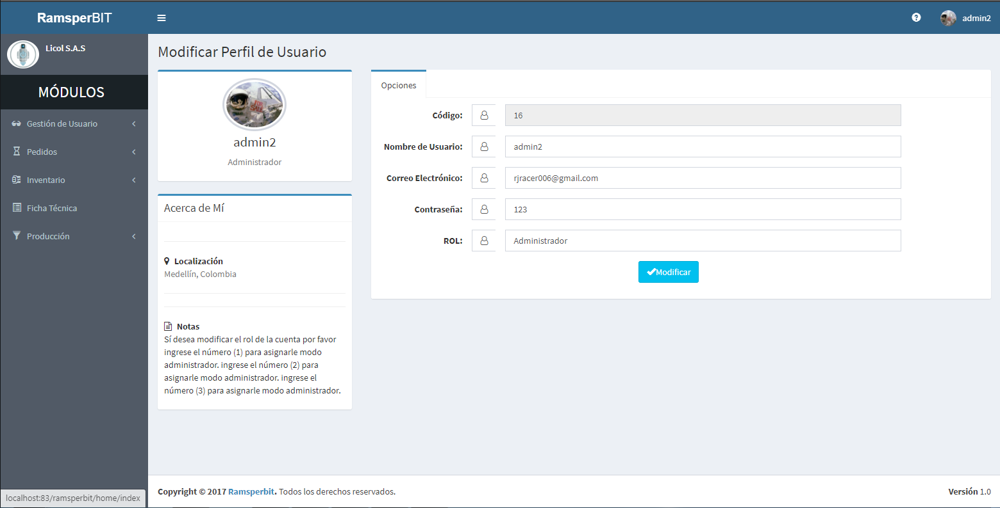 RamsperBIT
admin2
Licol S.A.S
MÓDULOS
Gestión de Usuario
Pedidos
Inventario
Ficha Técnica
Producción
Modificar Perfil de Usuario
FOR
SALE
admin2
Administrador
Acerca de Mí
Localización
Medellín, Colombia
Notas
Sí desea modificar el rol de la cuenta por favor
ingrese el número (1) para asignarle modo
administrador. ingrese el número (2) para
asignarle modo administrador. ingrese el
número (3) para asignarle modo administrador.
Opciones
Código: 16
Nombre de Usuario: admin2
Correo Electrónico: rjracer006@gmail.com
Contraseña: 123
ROL: Administrador
Modificar
Copyright © 2017 Ramsperbit. Todos los derechos reservados.
Versión 1.0
localhost:83/ramsperbit/home/index